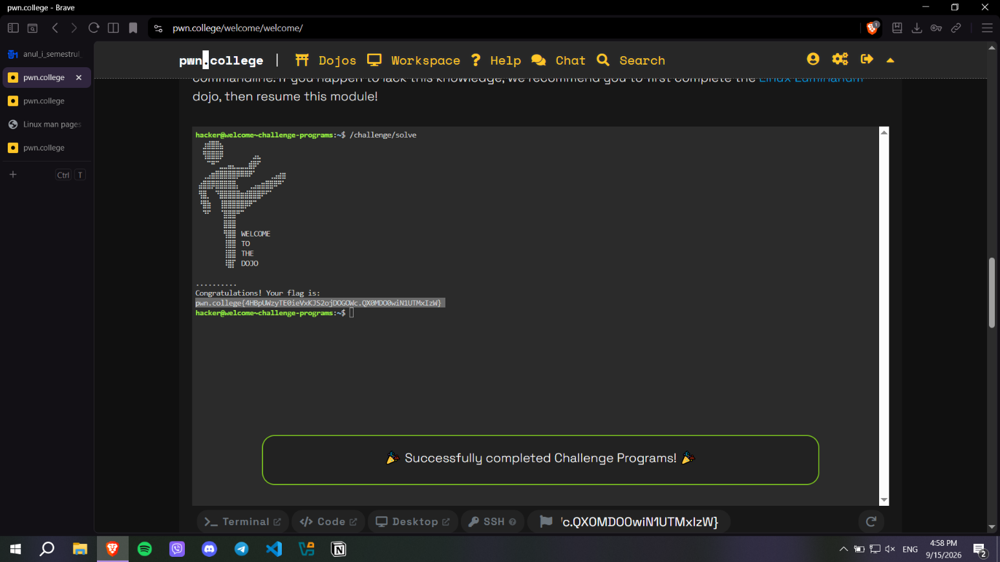 pwn.college - Brave
pwn.college/welcome/welcome/
1
anul_i_semestrul_
pwn.college
pwn.college
Linux man pages
pwn.college
Ctrl T
pwn.college | Dojos Workspace ? Help Chat Search
commandline. If you happen to lack this knowledge, we recommend you to first complete the Linux Luminarium
dojo, then resume this module!
hacker@welcome~challenge-programs:~$ /challenge/solve
WELCOME
TO
THE
DOJO
----------
Congratulations! Your flag is:
pwn.college{4HBpUWzyTE0ieVxKJS2ojDOGOWc.QX0MDO0wiN1UTMxIzW}
hacker@welcome~challenge-programs:~$
🎉 Successfully completed Challenge Programs! 🎉
Terminal Code Desktop SSH c.QX0MDO0wiN1UTMxIzW}
ENG
4:58 PM
9/15/2026
2